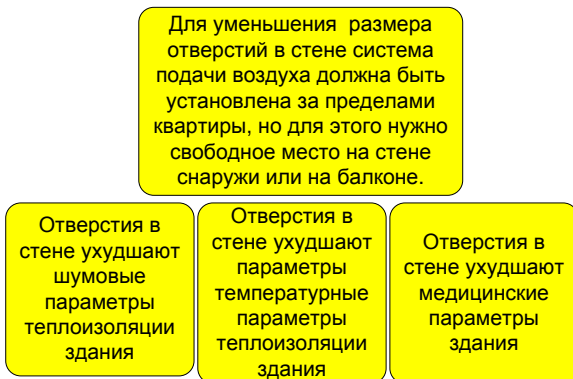 Для уменьшения размера
отверстий в стене система
подачи воздуха должна быть
установлена за пределами
квартиры, но для этого нужно
свободное место на стене
снаружи или на балконе.
Отверстия в
стене ухудшают
шумовые
параметры
теплоизоляции
здания
Отверстия в
стене ухудшают
параметры
температурные
параметры
теплоизоляции
здания
Отверстия в
стене ухудшают
медицинские
параметры
здания